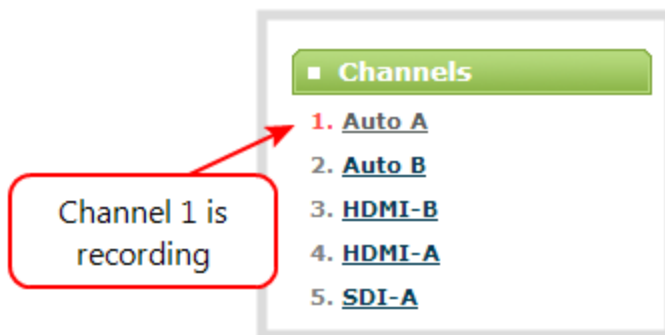 Channels
1. Auto A
2. Auto B
3. HDMI-B
4. HDMI-A
5. SDI-A
Channel 1 is
recording